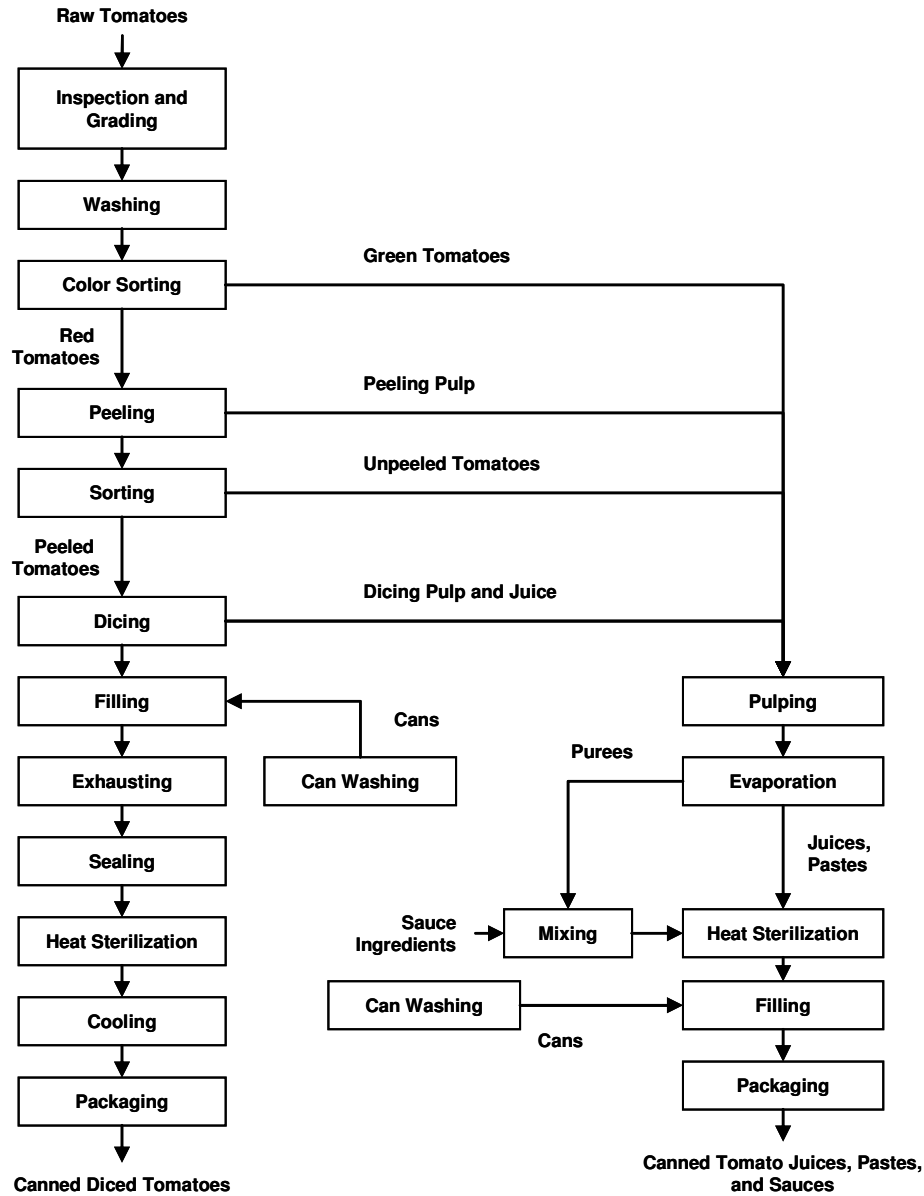 Raw Tomatoes
Inspection and
Grading
Washing
Green Tomatoes
Color Sorting
Red
Tomatoes
Peeling Pulp
Peeling
Unpeeled Tomatoes
Sorting
Peeled
Tomatoes
Dicing Pulp and Juice
Dicing
Filling
Cans
Pulping
Purees
Exhausting
Can Washing
Evaporation
Juices,
Pastes
Sealing
Sauce
Ingredients
Mixing
Heat Sterilization
Heat Sterilization
Can Washing
Filling
Cooling
Cans
Packaging
Packaging
Canned Diced Tomatoes
Canned Tomato Juices, Pastes,
and Sauces